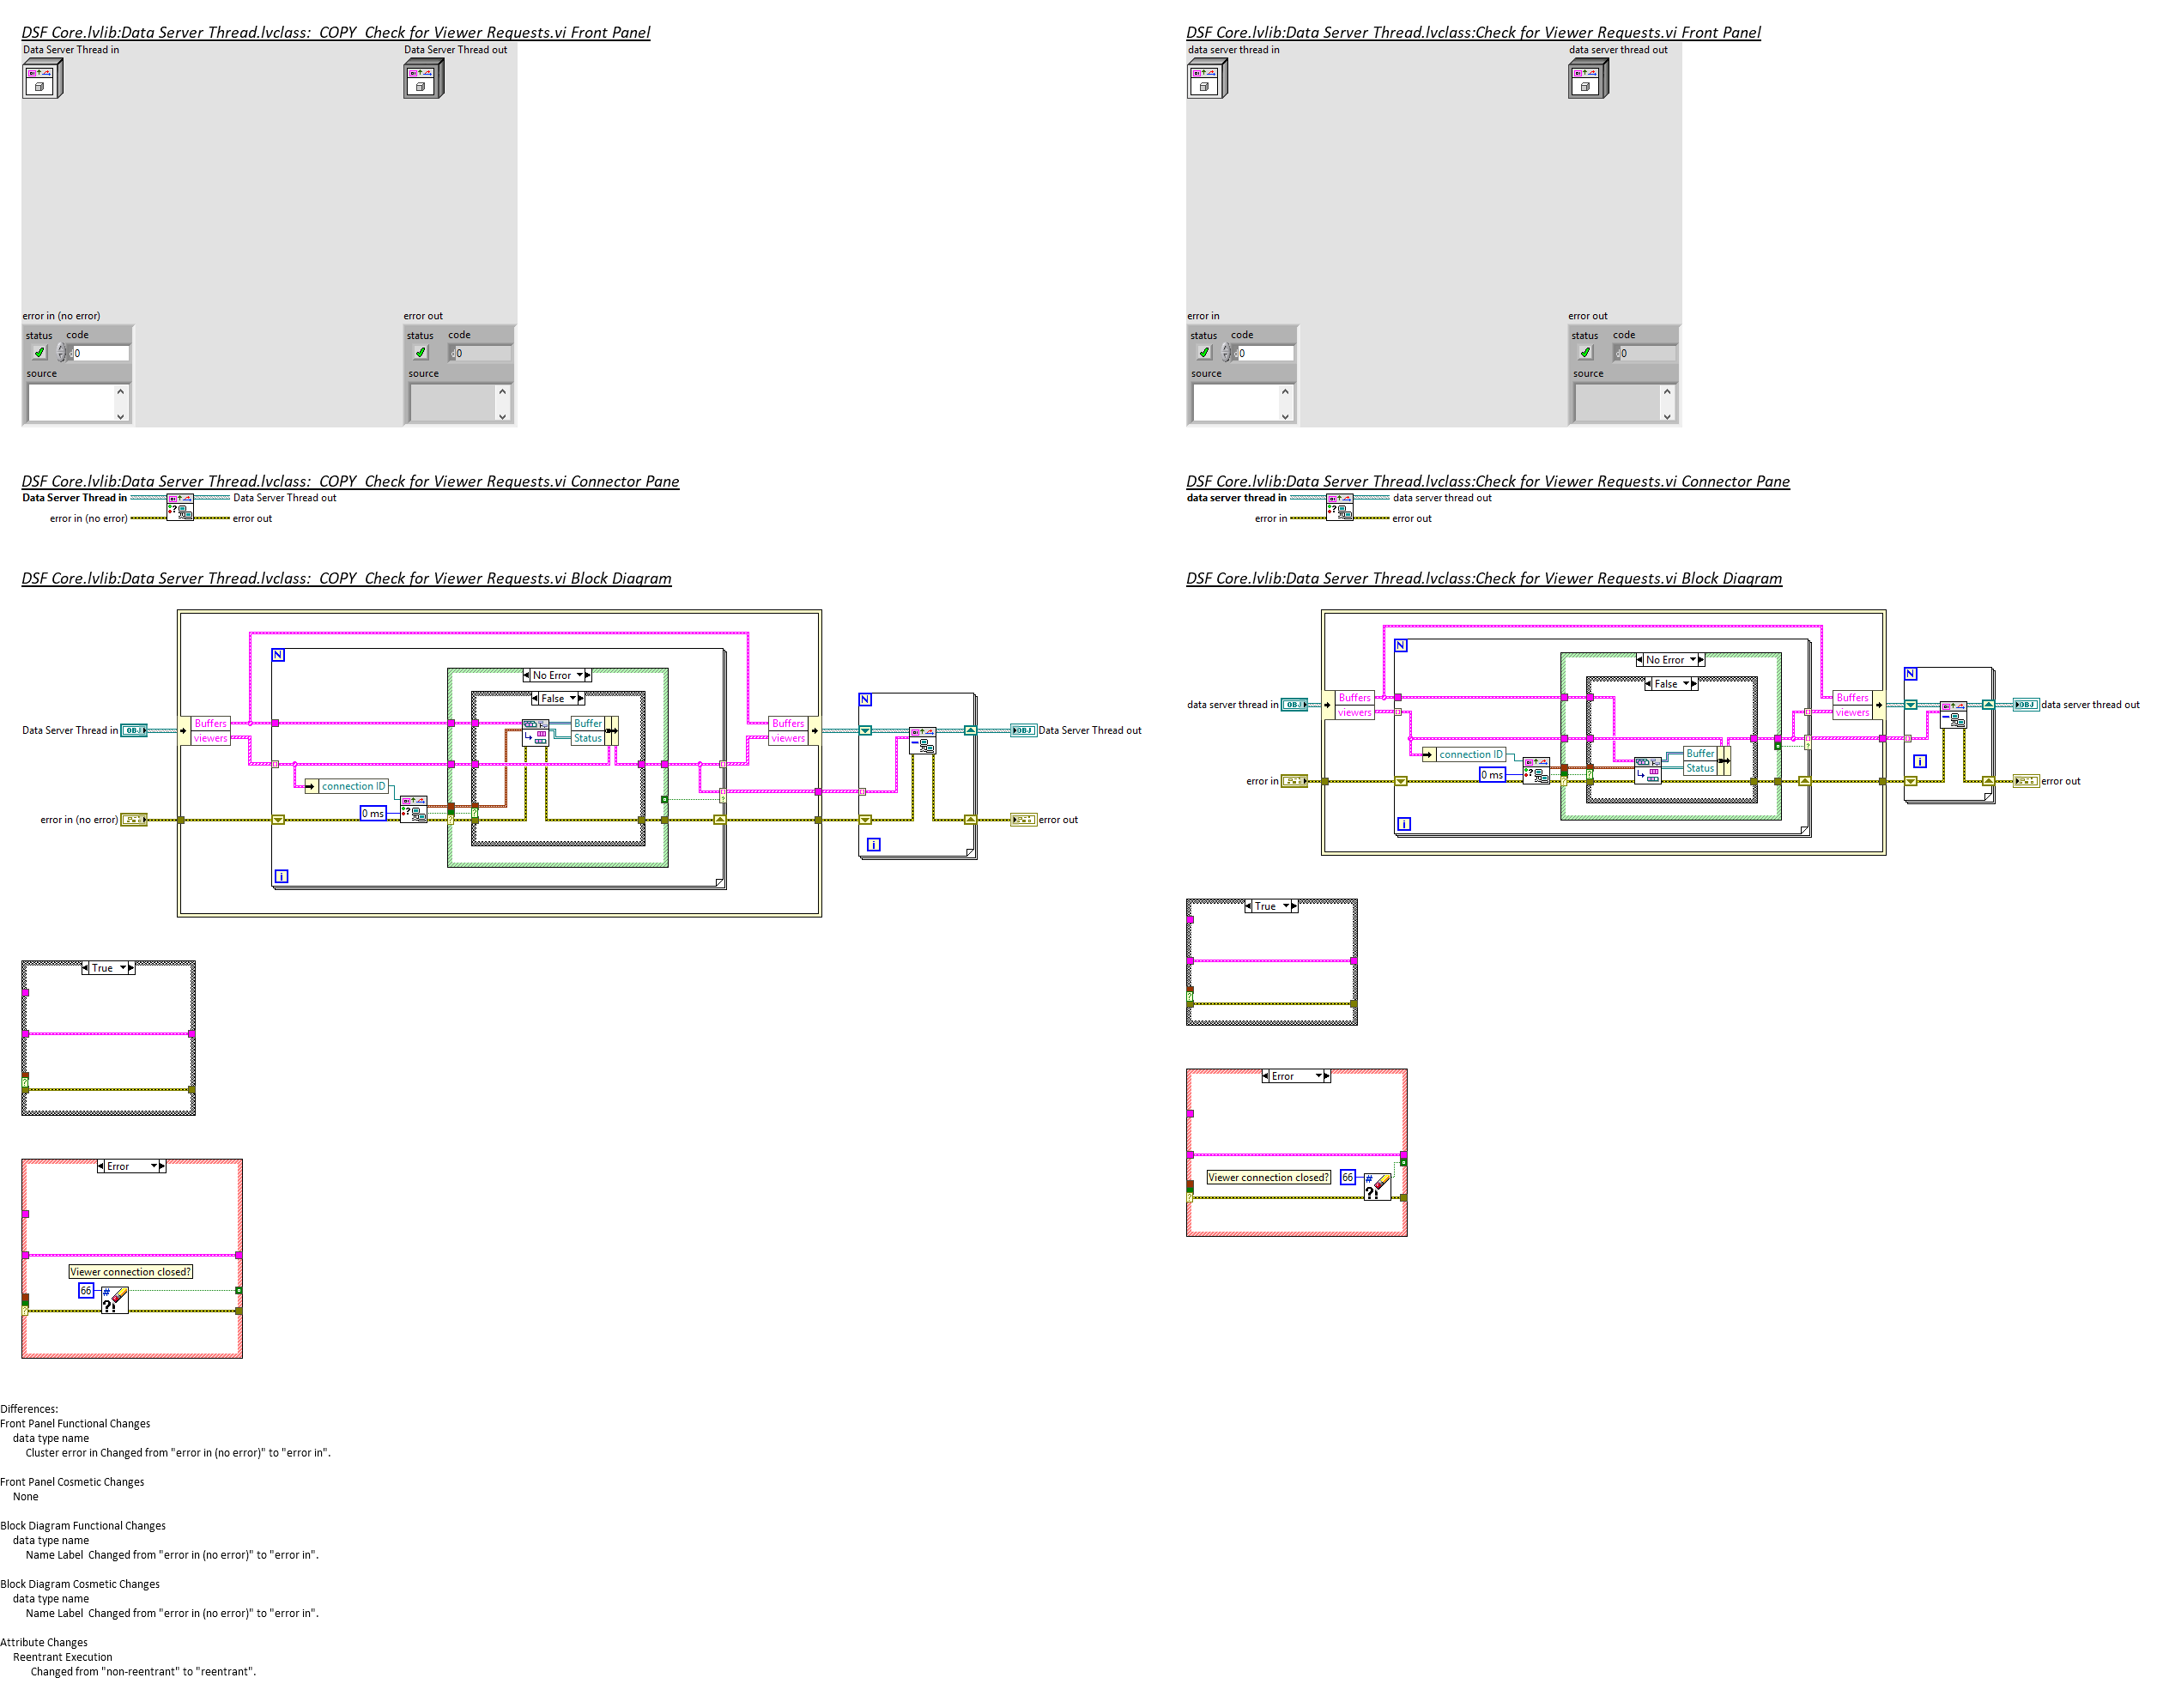 DSF Core.lvlib:Data Server Thread.lvclass:  COPY  Check for Viewer Requests.vi Front Panel
Data Server Thread in
Data Server Thread out
error in (no error)
status
code
0
source
error out
status
code
0
source
DSF Core.lvlib:Data Server Thread.lvclass:  COPY  Check for Viewer Requests.vi Connector Pane
Data Server Thread in
Data Server Thread out
error in (no error)
error out
DSF Core.lvlib:Data Server Thread.lvclass:  COPY  Check for Viewer Requests.vi Block Diagram
N
No Error
False
N
Buffers
viewers
Buffer
Status
Buffers
viewers
Data Server Thread in
OBJ
OBJ
Data Server Thread out
connection ID
0 ms
error in (no error)
error out
i
i
True
Error
Viewer connection closed?
66
#
?!
DSF Core.lvlib:Data Server Thread.lvclass:Check for Viewer Requests.vi Front Panel
data server thread in
data server thread out
error in
status
code
0
source
error out
status
code
0
source
DSF Core.lvlib:Data Server Thread.lvclass:Check for Viewer Requests.vi Connector Pane
data server thread in
data server thread out
error in
error out
DSF Core.lvlib:Data Server Thread.lvclass:Check for Viewer Requests.vi Block Diagram
N
No Error
False
N
Buffers
viewers
Buffers
viewers
data server thread in
OBJ
OBJ
data server thread out
connection ID
Buffer
Status
0 ms
error in
error out
i
i
True
Error
Viewer connection closed?
66
#
?!
Differences:
Front Panel Functional Changes
data type name
Cluster error in Changed from "error in (no error)" to "error in".
Front Panel Cosmetic Changes
None
Block Diagram Functional Changes
data type name
Name Label  Changed from "error in (no error)" to "error in".
Block Diagram Cosmetic Changes
data type name
Name Label  Changed from "error in (no error)" to "error in".
Attribute Changes
Reentrant Execution
Changed from "non-reentrant" to "reentrant".